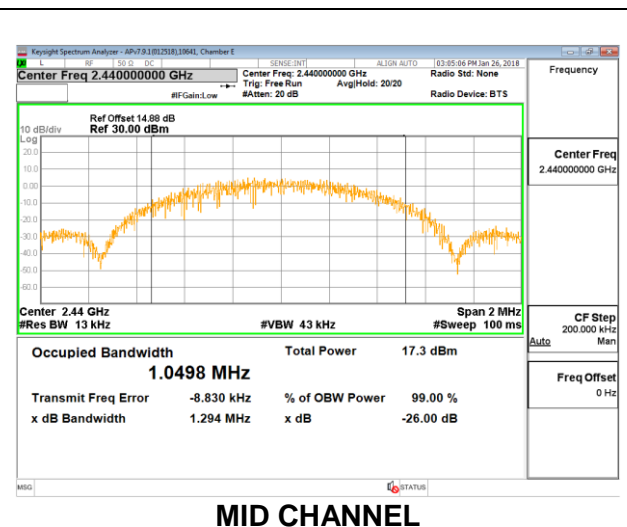 Keysight Spectrum Analyzer - APv7.9.1(012518),10641, Chamber E
L RF 50 Ω DC SENSE:INT ALIGN AUTO 03:05:06 PM Jan 26, 2018
Center Freq 2.440000000 GHz Center Freq: 2.440000000 GHz Radio Std: None Frequency
Trig: Free Run Avg|Hold: 20/20
#IFGain:Low #Atten: 20 dB Radio Device: BTS
Ref Offset 14.88 dB
10 dB/div Ref 30.00 dBm
Log
20.0
10.0
0.00
-10.0
-20.0
-30.0
-40.0
-50.0
-60.0
Center Freq
2.440000000 GHz
Center 2.44 GHz Span 2 MHz
#Res BW 13 kHz #VBW 43 kHz #Sweep 100 ms
CF Step
200.000 kHz
Auto Man
Occupied Bandwidth Total Power 17.3 dBm
1.0498 MHz
Transmit Freq Error -8.830 kHz % of OBW Power 99.00 %
x dB Bandwidth 1.294 MHz x dB -26.00 dB
Freq Offset
0 Hz
MSG STATUS
MID CHANNEL